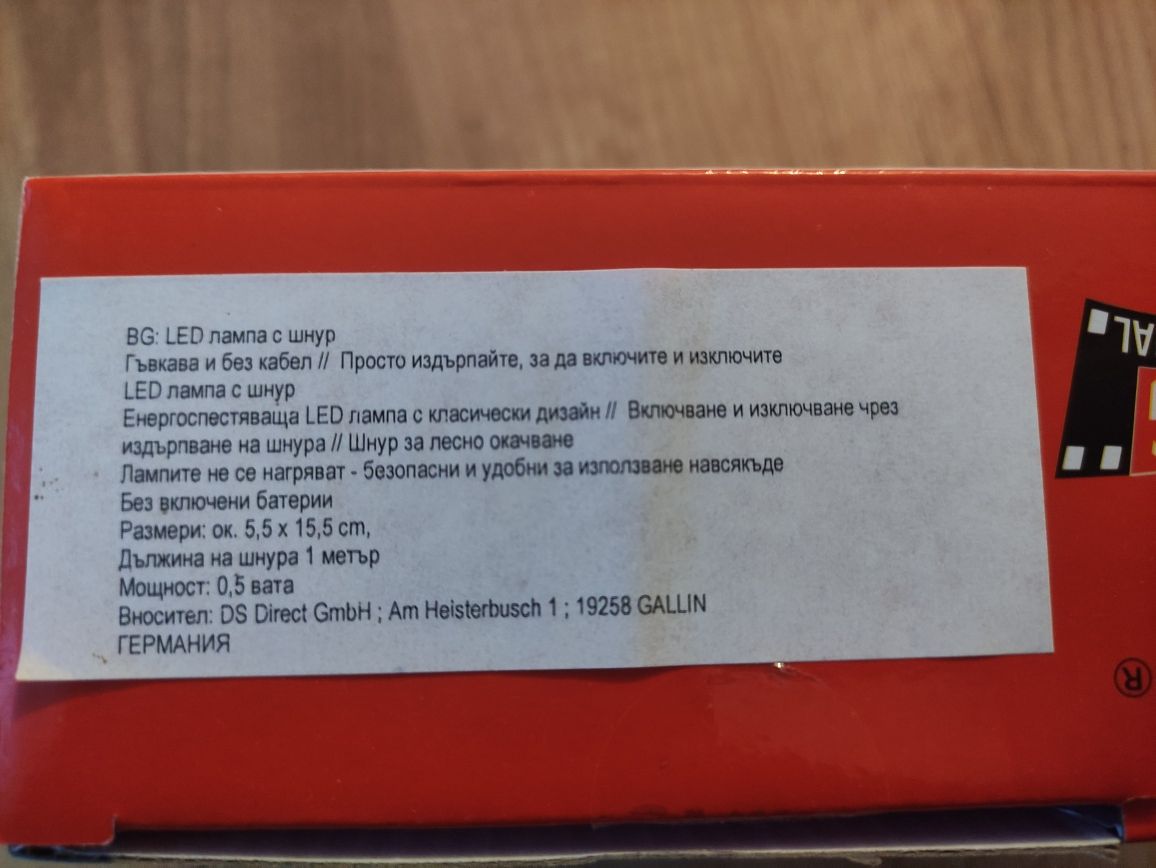 BG: LED лампа с шнур
Гъвкава и без кабел // Просто издърпайте, за да включите и изключите
LED лампа с шнур
Енергоспестяваща LED лампа с класически дизайн // Включване и изключване чрез
издърпване на шнура // Шнур за лесно окачване
Лампите не се нагряват - безопасни и удобни за използване навсякъде
Без включени батерии
Размери: ок. 5,5 x 15,5 cm,
Дължина на шнура 1 метър
Мощност: 0,5 вата
Вносител: DS Direct GmbH ; Am Heisterbusch 1 ; 19258 GALLIN
ГЕРМАНИЯ
®